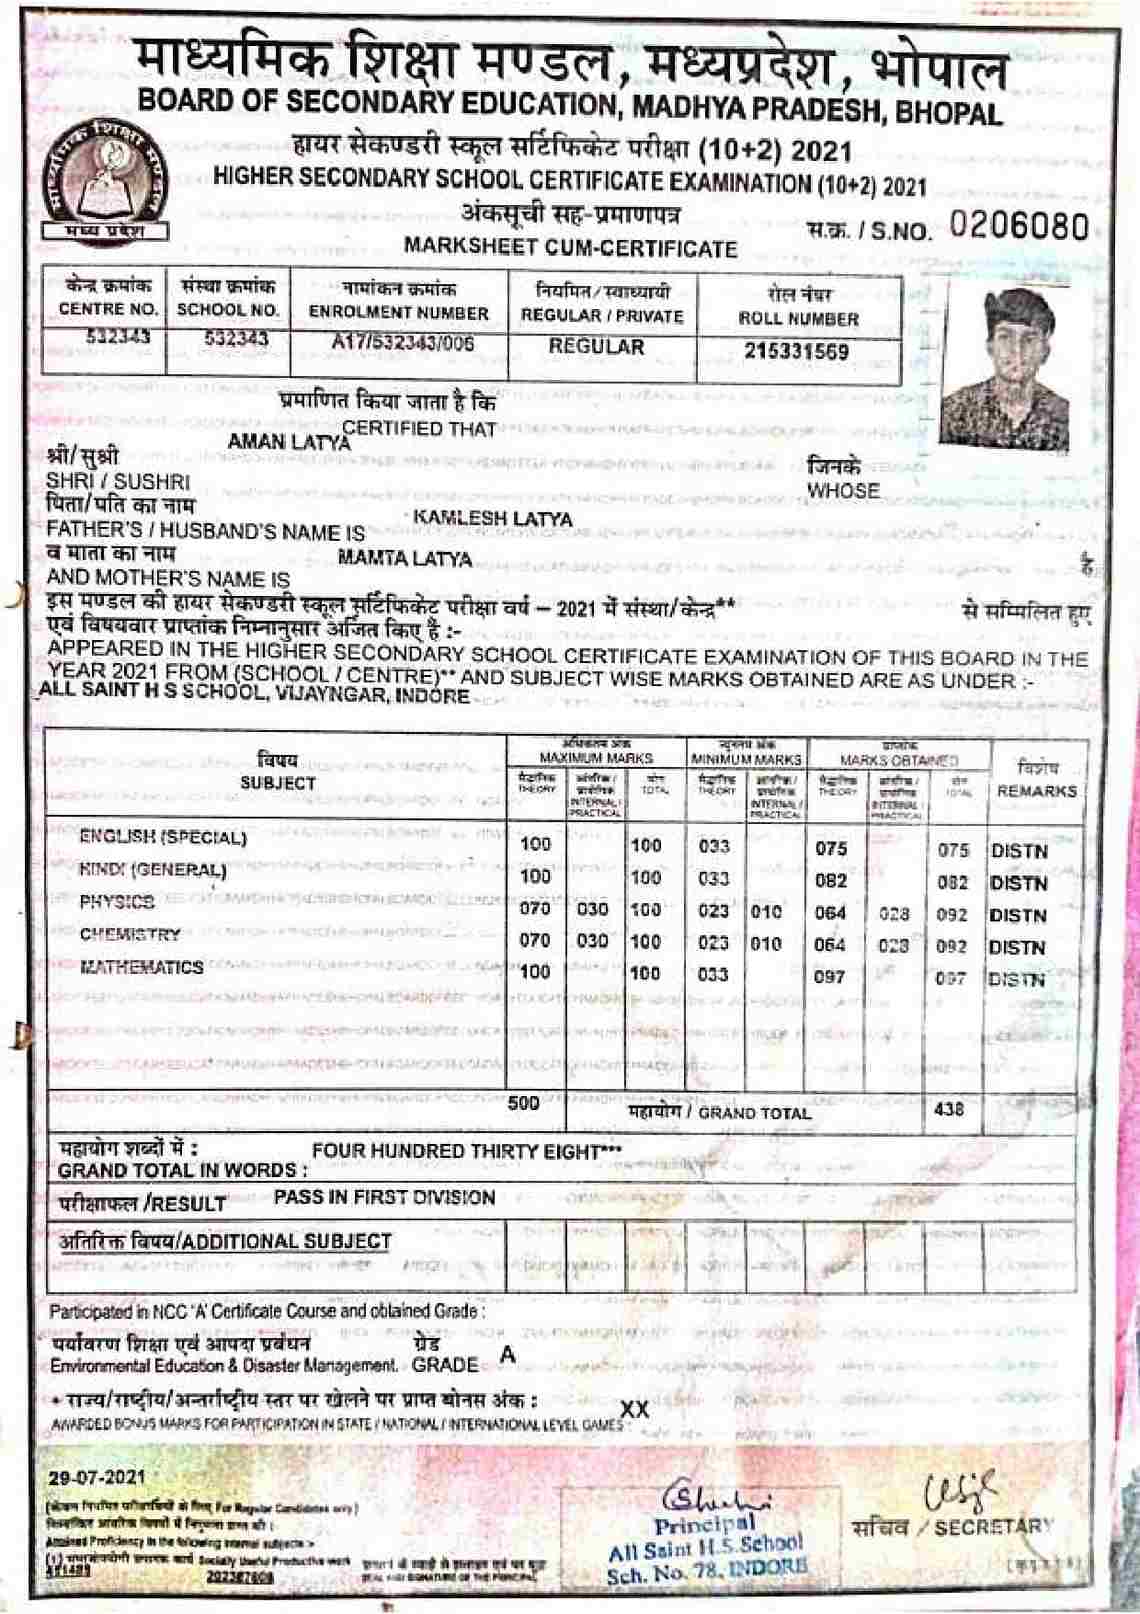 माध्यमिक शिक्षा मण्डल, मध्यप्रदेश, भोपाल
BOARD OF SECONDARY EDUCATION, MADHYA PRADESH, BHOPAL
हायर सेकण्डरी स्कूल सर्टिफिकेट परीक्षा (10+2) 2021
HIGHER SECONDARY SCHOOL CERTIFICATE EXAMINATION (10+2) 2021
अंकसूची सह-प्रमाणपत्र
MARKSHEET CUM-CERTIFICATE
स.क्र. / S.NO. 0206080
माध्यमिक शिक्षा मण्डल
मध्य प्रदेश
केन्द्र क्रमांक संस्था क्रमांक नामांकन क्रमांक नियमित/स्वाध्यायी रोल नंबर
CENTRE NO. SCHOOL NO. ENROLMENT NUMBER REGULAR / PRIVATE ROLL NUMBER
532343 532343 A17/532343/006 REGULAR 215331569
प्रमाणित किया जाता है कि
CERTIFIED THAT
AMAN LATYA
श्री/सुश्री जिनके
SHRI / SUSHRI WHOSE
पिता/पति का नाम
KAMLESH LATYA
FATHER'S / HUSBAND'S NAME IS
व माता का नाम MAMTA LATYA है
AND MOTHER'S NAME IS
इस मण्डल की हायर सेकण्डरी स्कूल सर्टिफिकेट परीक्षा वर्ष – 2021 में संस्था/केन्द्र** से सम्मिलित हुए
एवं विषयवार प्राप्तांक निम्नानुसार अर्जित किए है :-
APPEARED IN THE HIGHER SECONDARY SCHOOL CERTIFICATE EXAMINATION OF THIS BOARD IN THE
YEAR 2021 FROM (SCHOOL / CENTRE)** AND SUBJECT WISE MARKS OBTAINED ARE AS UNDER :-
ALL SAINT H S SCHOOL, VIJAYNGAR, INDORE
विषय अधिकतम अंक न्यूनतम अंक प्राप्तांक विशेष
SUBJECT MAXIMUM MARKS MINIMUM MARKS MARKS OBTAINED REMARKS
सैद्धांतिक आंतरिक/ प्रायोगिक योग सैद्धांतिक आंतरिक/ प्रायोगिक सैद्धांतिक आंतरिक/ प्रायोगिक योग
THEORY INTERNAL / PRACTICAL TOTAL THEORY INTERNAL / PRACTICAL THEORY INTERNAL / PRACTICAL TOTAL
ENGLISH (SPECIAL) 100 100 033 075 075 DISTN
HINDI (GENERAL) 100 100 033 082 082 DISTN
PHYSICS 070 030 100 023 010 064 028 092 DISTN
CHEMISTRY 070 030 100 023 010 064 028 092 DISTN
MATHEMATICS 100 100 033 097 097 DISTN
500 महायोग / GRAND TOTAL 438
महायोग शब्दों में : FOUR HUNDRED THIRTY EIGHT***
GRAND TOTAL IN WORDS :
परीक्षाफल /RESULT PASS IN FIRST DIVISION
अतिरिक्त विषय/ADDITIONAL SUBJECT
Participated in NCC 'A' Certificate Course and obtained Grade :
पर्यावरण शिक्षा एवं आपदा प्रबंधन ग्रेड
Environmental Education & Disaster Management. GRADE A
• राज्य/राष्ट्रीय/अन्तर्राष्ट्रीय स्तर पर खेलने पर प्राप्त बोनस अंक : XX
AWARDED BONUS MARKS FOR PARTICIPATION IN STATE / NATIONAL / INTERNATIONAL LEVEL GAMES :
29-07-2021
(केवल नियमित परीक्षार्थियों के लिए For Regular Candidates only)
Attained Proficiency in the following internal subjects :-
(1) समाजोपयोगी उत्पादक कार्य Socially Useful Productive work
202387608
SEAL AND SIGNATURE OF THE PRINCIPAL
Principal
All Saint H.S.School
Sch. No. 78, INDORE
सचिव / SECRETARY